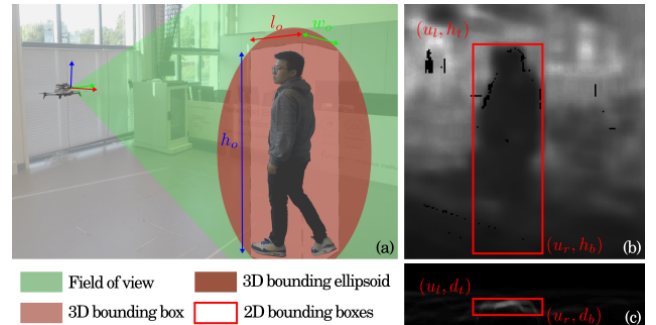 l_o
w_o
h_o
(a)
(u_l, h_t)
(u_r, h_b)
(b)
(u_l, d_t)
(u_r, d_b)
(c)
Field of view
3D bounding ellipsoid
3D bounding box
2D bounding boxes